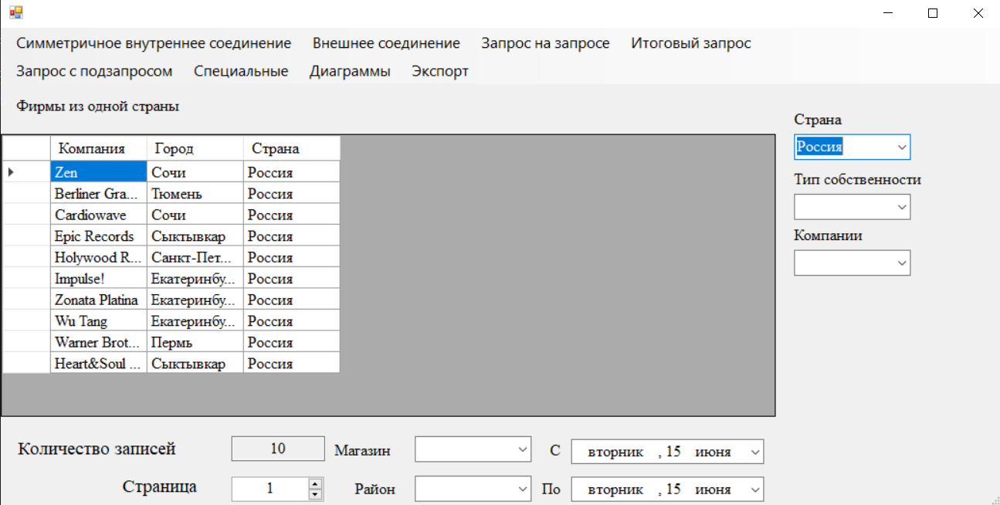 Симметричное внутреннее соединение Внешнее соединение Запрос на запросе Итоговый запрос
Запрос с подзапросом Специальные Диаграммы Экспорт
Фирмы из одной страны
Страна
Россия
Тип собственности
Компании
Компания Город Страна
Zen Сочи Россия
Berliner Gra... Тюмень Россия
Cardiowave Сочи Россия
Epic Records Сыктывкар Россия
Holywood R... Санкт-Пет... Россия
Impulse! Екатеринбу... Россия
Zonata Platina Екатеринбу... Россия
Wu Tang Екатеринбу... Россия
Warner Brot... Пермь Россия
Heart&Soul ... Сыктывкар Россия
Количество записей 10 Магазин С вторник , 15 июня
Страница 1 Район По вторник , 15 июня